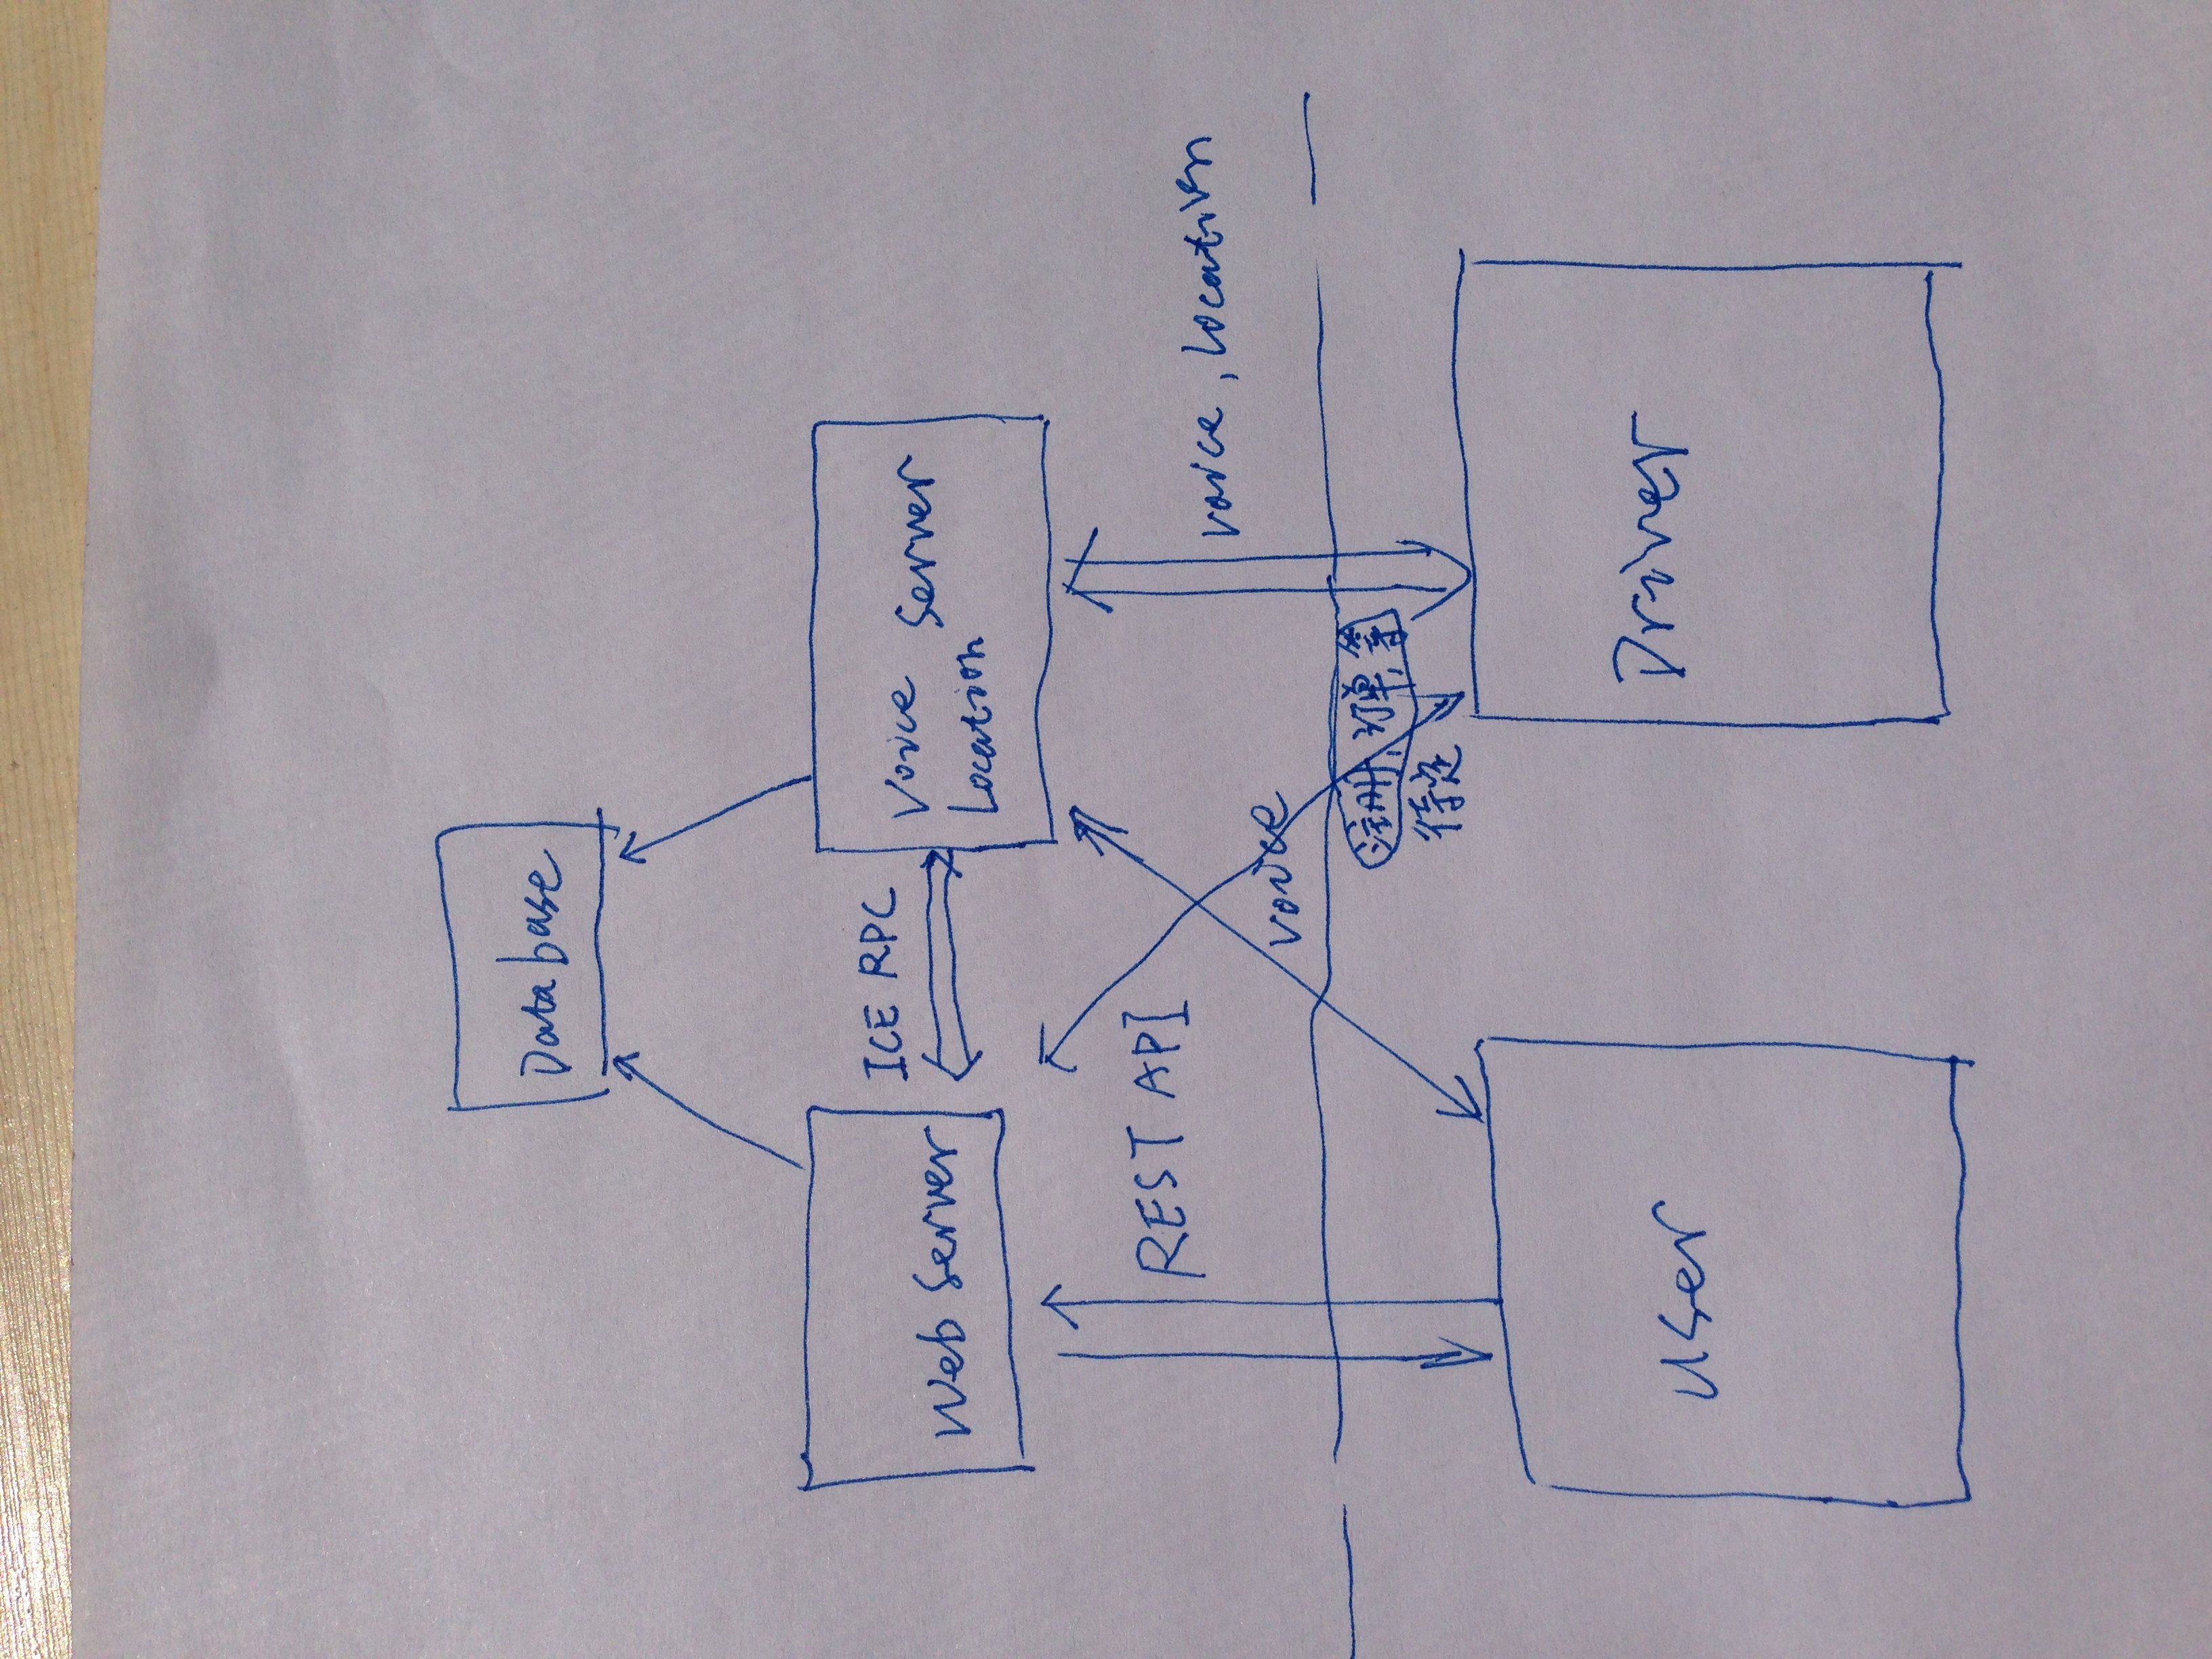 Database
ICE RPC
Web Server
Voice Server
Location
REST API
voice, Location
voice
注册, 订单, 等
待定
User
Driver